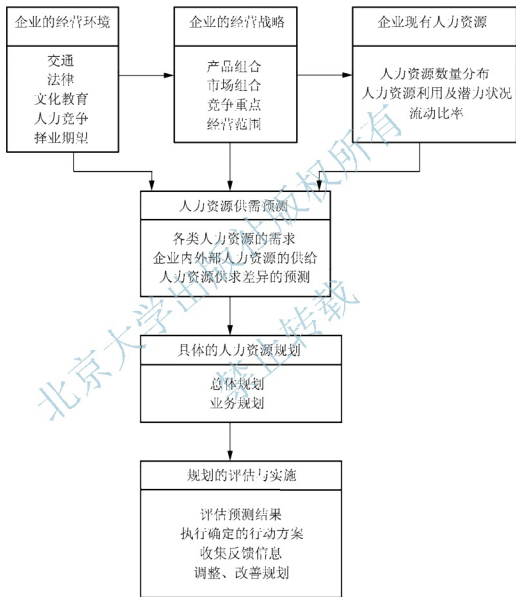 企业的经营环境
交通
法律
文化教育
人力竞争
择业期望
企业的经营战略
产品组合
市场组合
竞争重点
经营范围
企业现有人力资源
人力资源数量分布
人力资源利用及潜力状况
流动比率
人力资源供需预测
各类人力资源的需求
企业内外部人力资源的供给
人力资源供求差异的预测
具体的人力资源规划
总体规划
业务规划
规划的评估与实施
评估预测结果
执行确定的行动方案
收集反馈信息
调整、改善规划
北京大学出版社版权所有
禁止转载